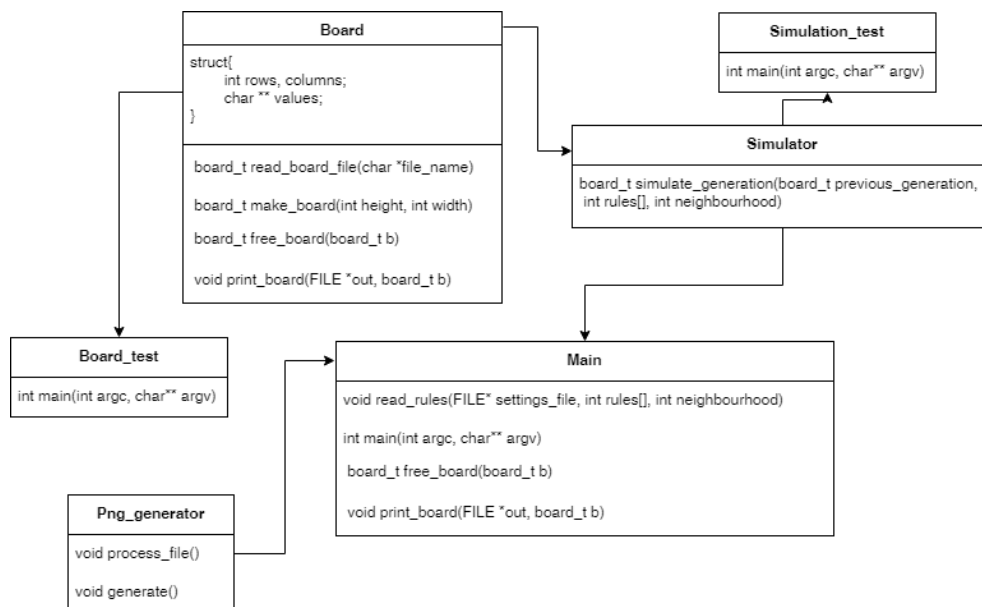 Board
struct{
int rows, columns;
char ** values;
}
board_t read_board_file(char *file_name)
board_t make_board(int height, int width)
board_t free_board(board_t b)
void print_board(FILE *out, board_t b)
Simulation_test
int main(int argc, char** argv)
Simulator
board_t simulate_generation(board_t previous_generation,
int rules[], int neighbourhood)
Board_test
int main(int argc, char** argv)
Main
void read_rules(FILE* settings_file, int rules[], int neighbourhood)
int main(int argc, char** argv)
board_t free_board(board_t b)
void print_board(FILE *out, board_t b)
Png_generator
void process_file()
void generate()